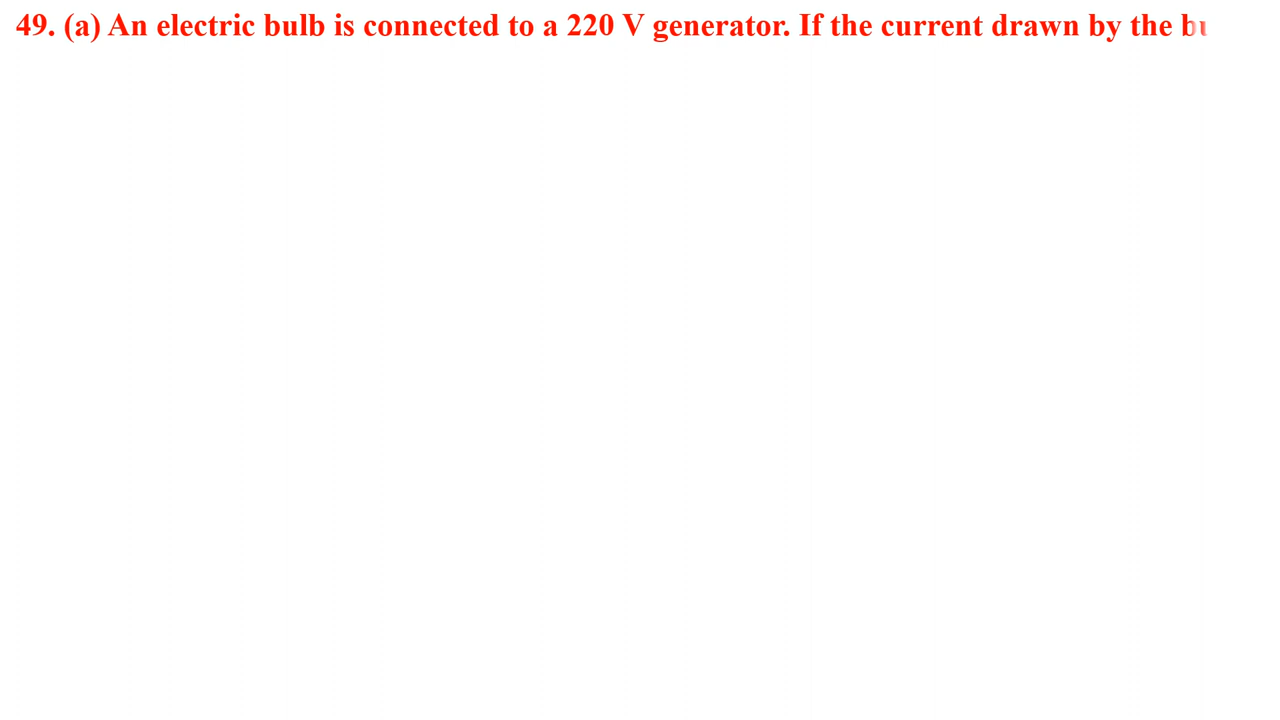 49. (a) An electric bulb is connected to a 220 V generator. If the current drawn by the